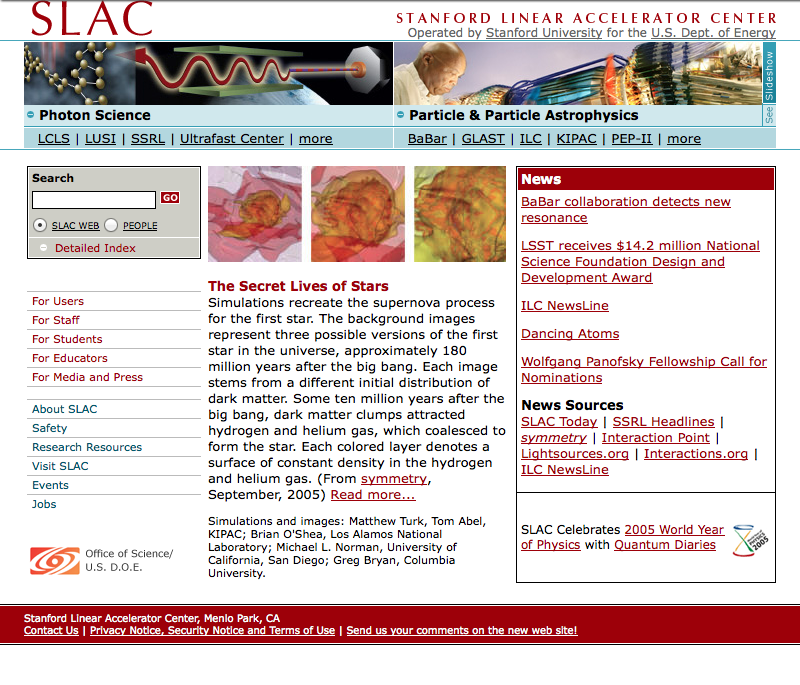 SLAC
STANFORD LINEAR ACCELERATOR CENTER
Operated by Stanford University for the U.S. Dept. of Energy
See Slideshow
Photon Science
LCLS | LUSI | SSRL | Ultrafast Center | more
Particle & Particle Astrophysics
BaBar | GLAST | ILC | KIPAC | PEP-II | more
Search
GO
SLAC WEB PEOPLE
Detailed Index
For Users
For Staff
For Students
For Educators
For Media and Press
About SLAC
Safety
Research Resources
Visit SLAC
Events
Jobs
Office of Science/
U.S. D.O.E.
The Secret Lives of Stars
Simulations recreate the supernova process
for the first star. The background images
represent three possible versions of the first
star in the universe, approximately 180
million years after the big bang. Each image
stems from a different initial distribution of
dark matter. Some ten million years after the
big bang, dark matter clumps attracted
hydrogen and helium gas, which coalesced to
form the star. Each colored layer denotes a
surface of constant density in the hydrogen
and helium gas. (From symmetry,
September, 2005) Read more...
Simulations and images: Matthew Turk, Tom Abel,
KIPAC; Brian O'Shea, Los Alamos National
Laboratory; Michael L. Norman, University of
California, San Diego; Greg Bryan, Columbia
University.
News
BaBar collaboration detects new
resonance
LSST receives $14.2 million National
Science Foundation Design and
Development Award
ILC NewsLine
Dancing Atoms
Wolfgang Panofsky Fellowship Call for
Nominations
News Sources
SLAC Today | SSRL Headlines |
symmetry | Interaction Point |
Lightsources.org | Interactions.org |
ILC NewsLine
SLAC Celebrates 2005 World Year
of Physics with Quantum Diaries
Stanford Linear Accelerator Center, Menlo Park, CA
Contact Us | Privacy Notice, Security Notice and Terms of Use | Send us your comments on the new web site!